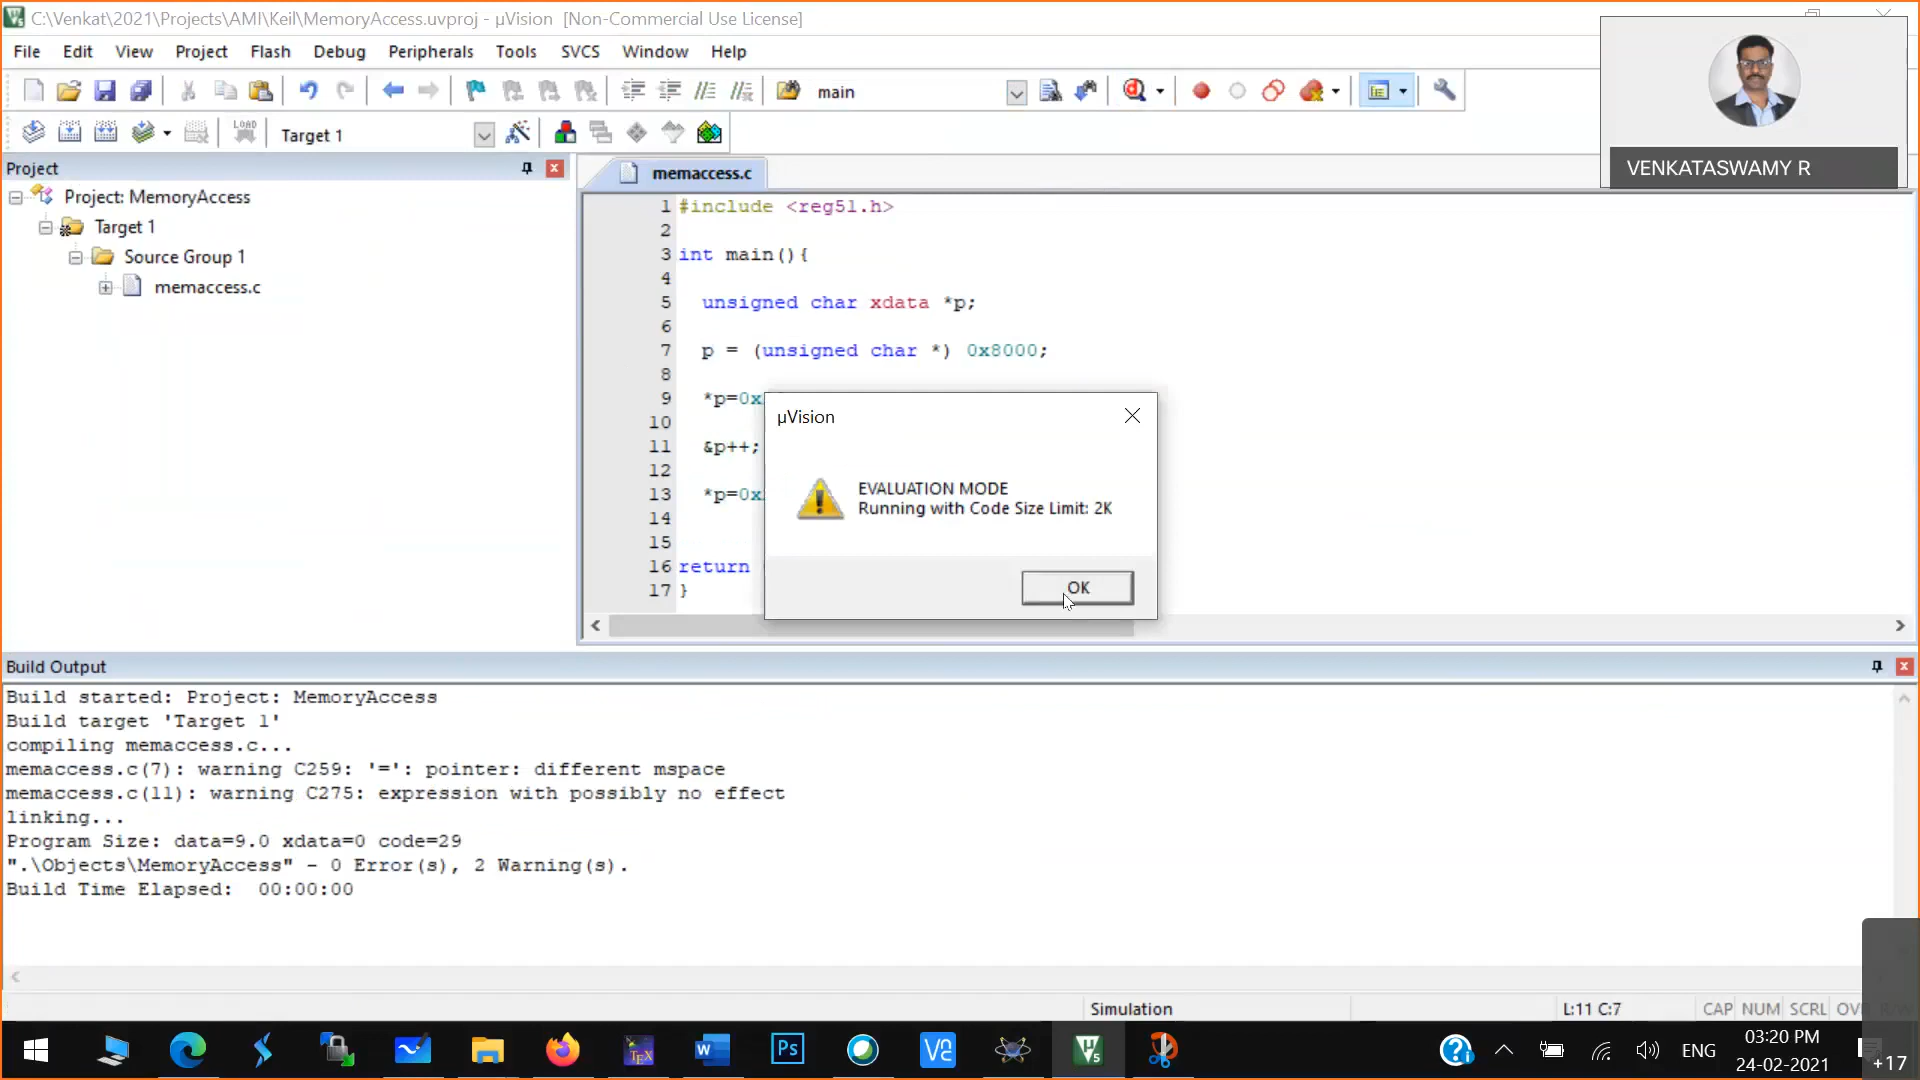 C:\Venkat\2021\Projects\AMI\Keil\MemoryAccess.uvproj - µVision  [Non-Commercial Use License]
File Edit View Project Flash Debug Peripherals Tools SVCS Window Help
main
LOAD
Target 1
VENKATASWAMY R
Project
Project: MemoryAccess
Target 1
Source Group 1
memaccess.c
memaccess.c
1 #include <reg51.h>
2
3 int main(){
4
5 unsigned char xdata *p;
6
7 p = (unsigned char *) 0x8000;
8
9 *p=0x
10
11 &p++;
12
13 *p=0x
14
15
16 return
17 }
µVision
EVALUATION MODE
Running with Code Size Limit: 2K
OK
Build Output
Build started: Project: MemoryAccess
Build target 'Target 1'
compiling memaccess.c...
memaccess.c(7): warning C259: '=': pointer: different mspace
memaccess.c(11): warning C275: expression with possibly no effect
linking...
Program Size: data=9.0 xdata=0 code=29
".\Objects\MemoryAccess" - 0 Error(s), 2 Warning(s).
Build Time Elapsed:  00:00:00
Simulation
L:11 C:7
CAP NUM SCRL
TEX
W
Ps
V2
ENG
03:20 PM
24-02-2021
+17